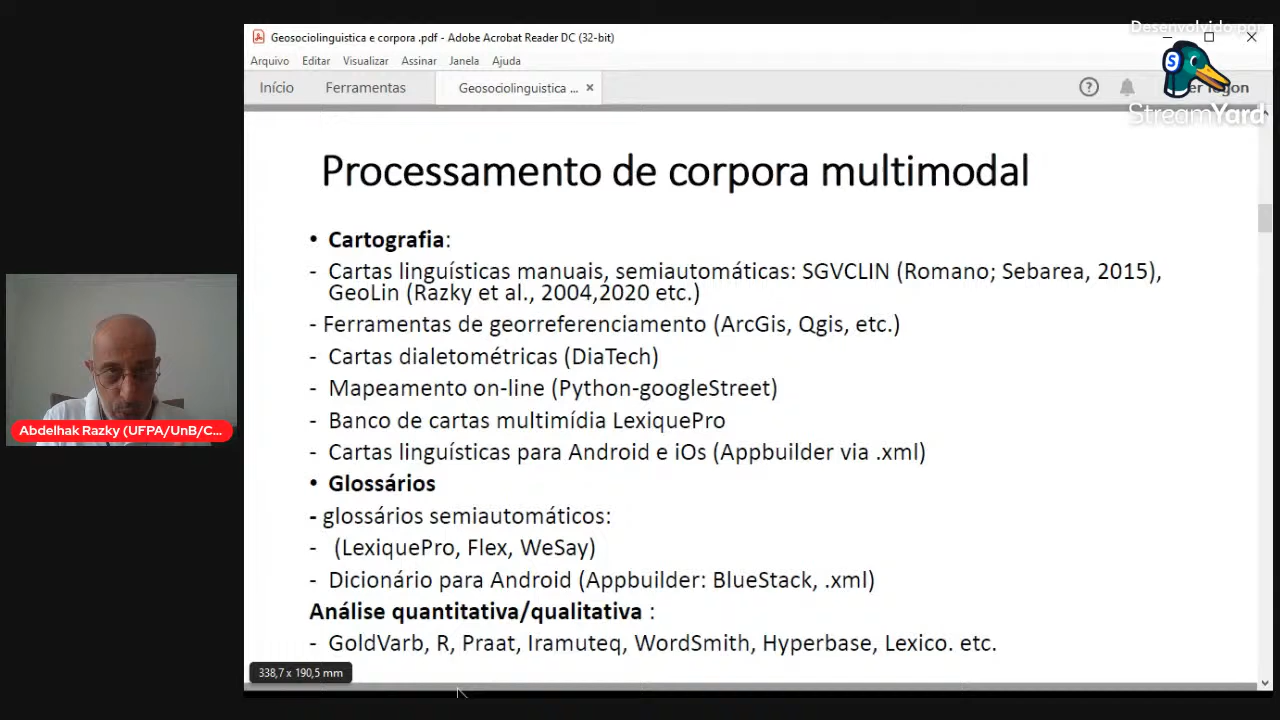 Desenvolvido por
StreamYard
Geosociolinguistica e corpora .pdf - Adobe Acrobat Reader DC (32-bit)
Arquivo Editar Visualizar Assinar Janela Ajuda
Início Ferramentas Geosociolinguistica ... ×
Processamento de corpora multimodal
• Cartografia:
- Cartas linguísticas manuais, semiautomáticas: SGVCLIN (Romano; Sebarea, 2015),
GeoLin (Razky et al., 2004,2020 etc.)
- Ferramentas de georreferenciamento (ArcGis, Qgis, etc.)
- Cartas dialetométricas (DiaTech)
- Mapeamento on-line (Python-googleStreet)
- Banco de cartas multimídia LexiquePro
- Cartas linguísticas para Android e iOs (Appbuilder via .xml)
• Glossários
- glossários semiautomáticos:
- (LexiquePro, Flex, WeSay)
- Dicionário para Android (Appbuilder: BlueStack, .xml)
Análise quantitativa/qualitativa :
- GoldVarb, R, Praat, Iramuteq, WordSmith, Hyperbase, Lexico. etc.
338,7 x 190,5 mm
Abdelhak Razky (UFPA/UnB/C...